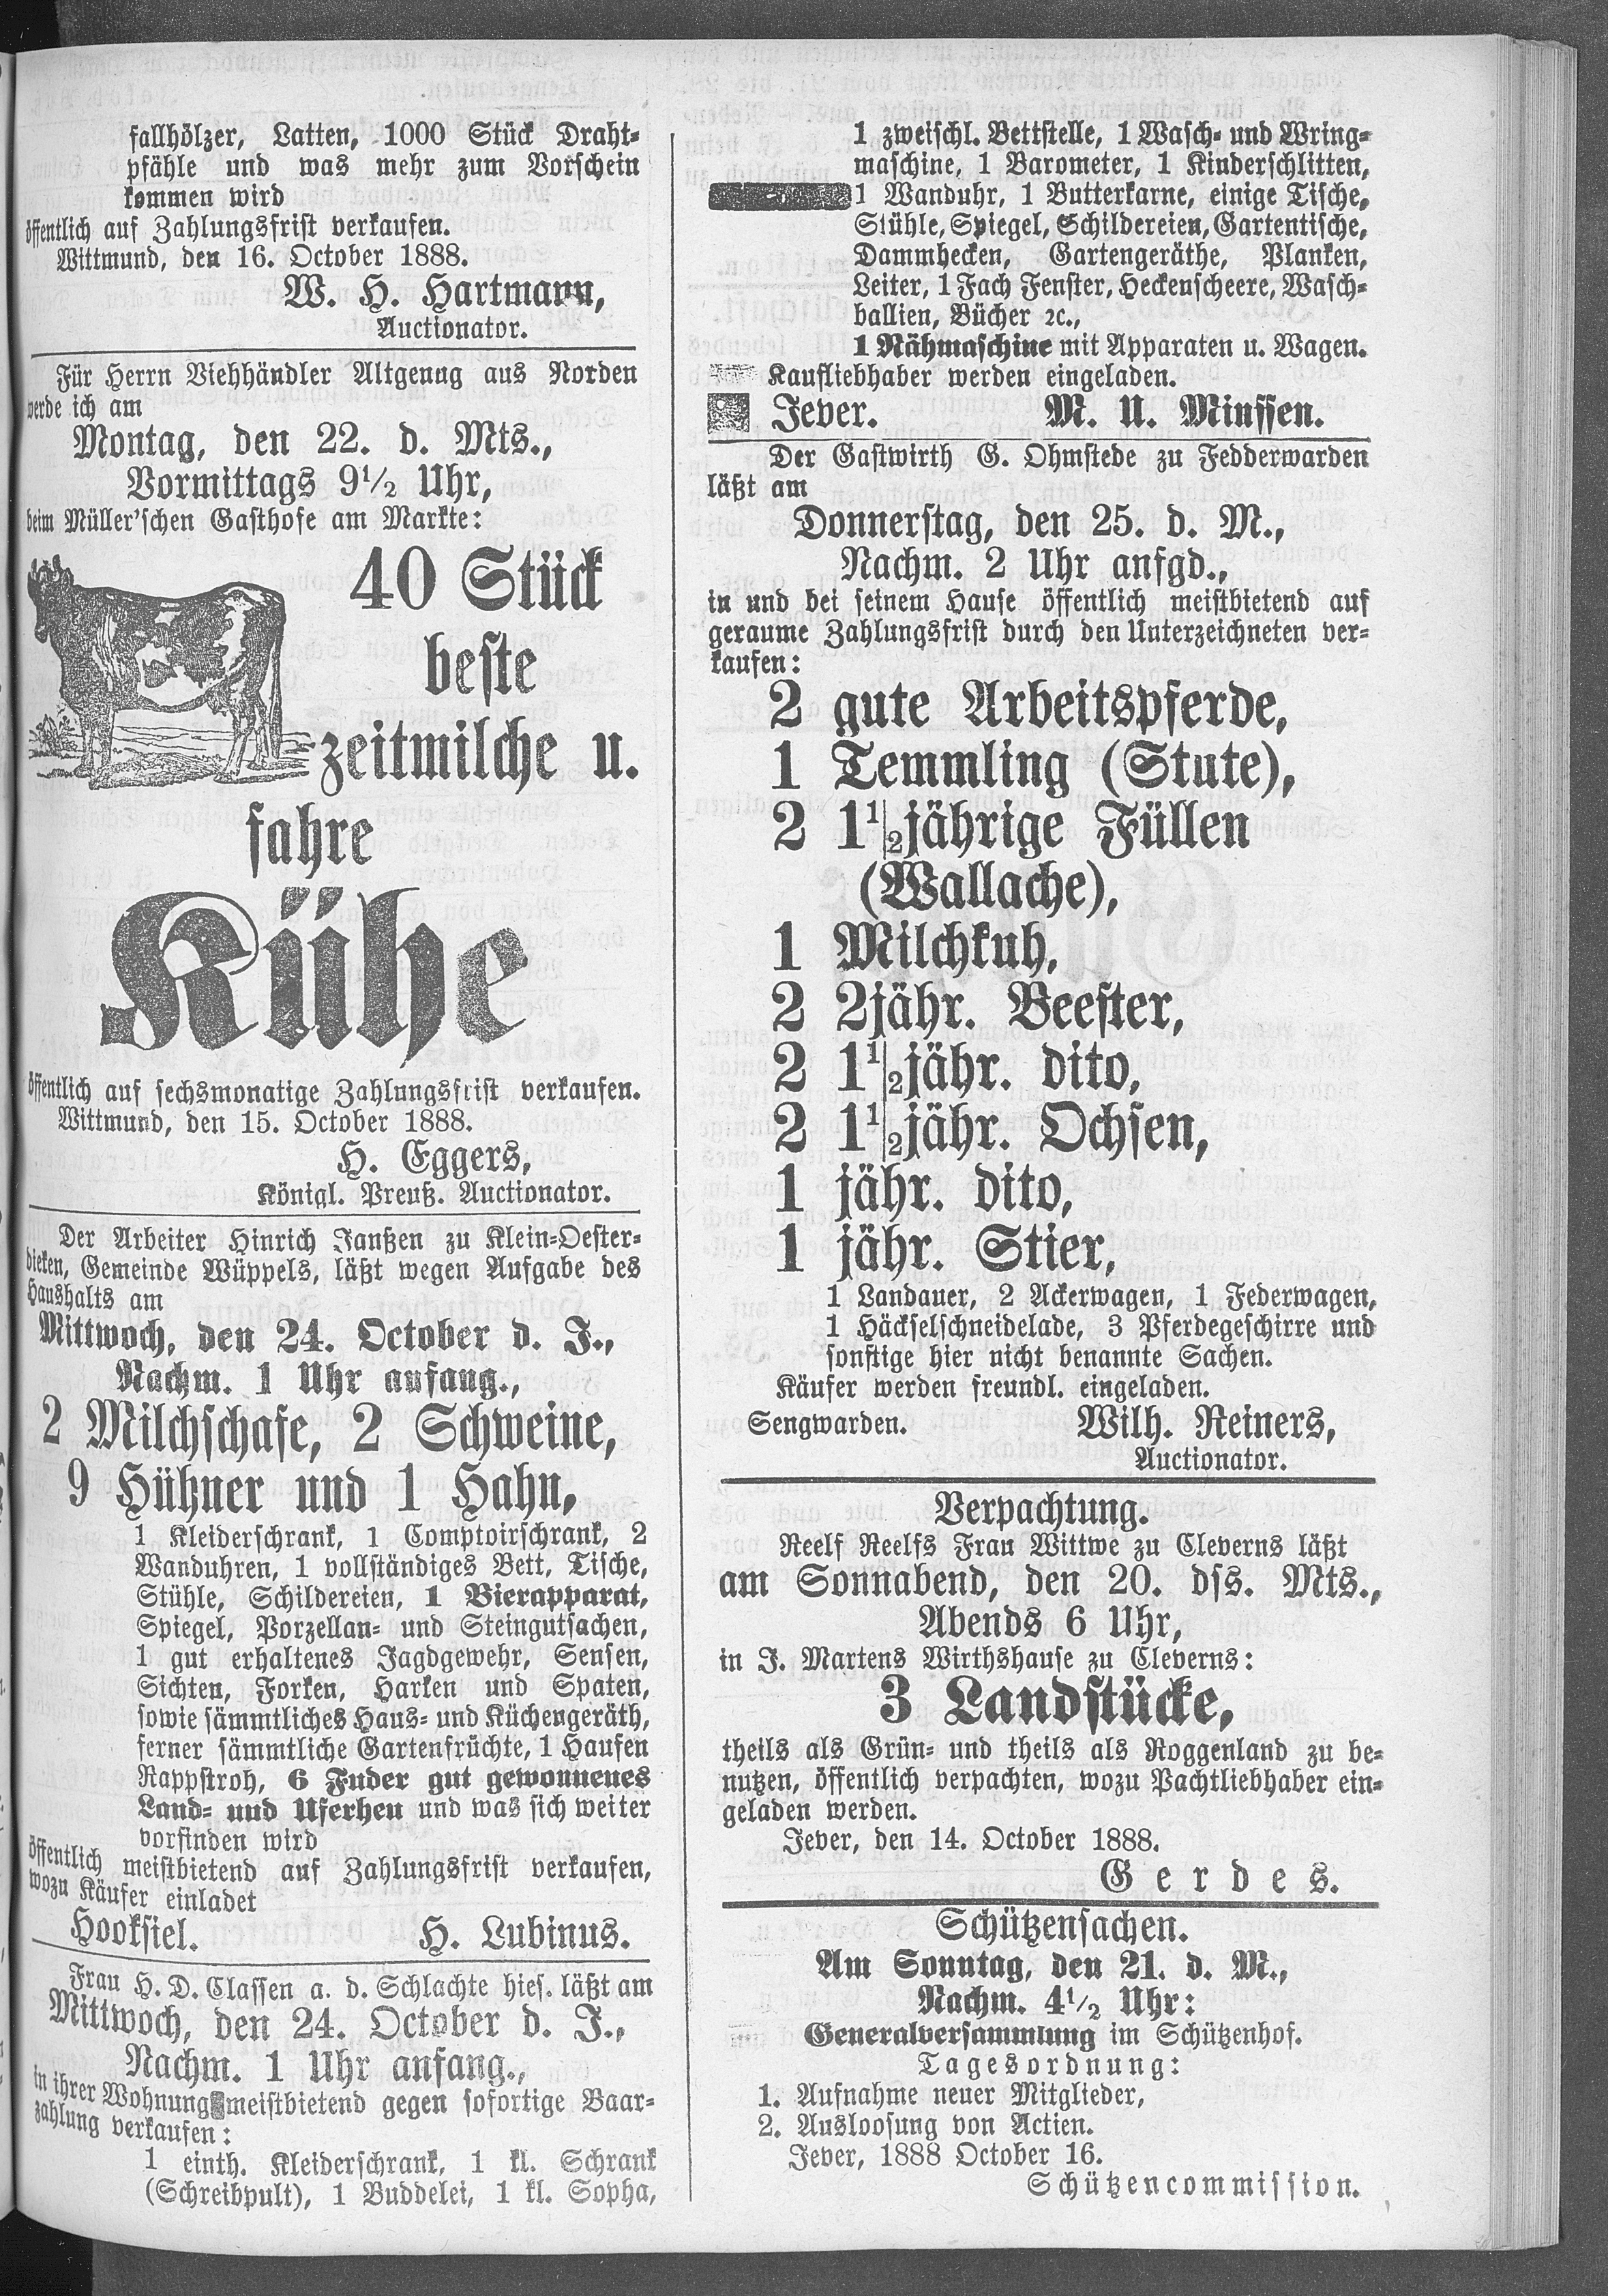 fallhölzer, Latten, 1000 Stück Draht-
pfähle und was mehr zum Vorschein
kommen wird
öffentlich auf Zahlungsfrist verkaufen.
Wittmund, den 16. October 1888.
W. H. Hartmann,
Auctionator.
Für Herrn Viehhändler Altgenug aus Norden
werde ich am
Montag, den 22. d. Mts.,
Vormittags 9½ Uhr,
beim Müller'schen Gasthofe am Markte:
40 Stück
beste
zeitmilche u.
fahre
Kühe
öffentlich auf sechsmonatige Zahlungsfrist verkaufen.
Wittmund, den 15. October 1888.
H. Eggers,
Königl. Preuß. Auctionator.
Der Arbeiter Hinrich Janßen zu Klein-Oester-
dieken, Gemeinde Wüppels, läßt wegen Aufgabe des
Haushalts am
Mittwoch, den 24. October d. J.,
Nachm. 1 Uhr anfang.,
2 Milchschafe, 2 Schweine,
9 Hühner und 1 Hahn,
1 Kleiderschrank, 1 Comptoirschrank, 2
Wanduhren, 1 vollständiges Bett, Tische,
Stühle, Schildereien, 1 Bierapparat,
Spiegel, Porzellan- und Steingutsachen,
1 gut erhaltenes Jagdgewehr, Sensen,
Sichten, Forken, Harken und Spaten,
sowie sämmtliches Haus- und Küchengeräth,
ferner sämmtliche Gartenfrüchte, 1 Haufen
Rappstroh, 6 Fuder gut gewonnenes
Land- und Uferheu und was sich weiter
vorfinden wird
öffentlich meistbietend auf Zahlungsfrist verkaufen,
wozu Käufer einladet
Hooksiel. H. Lubinus.
Frau H. D. Classen a. d. Schlachte hies. läßt am
Mittwoch, den 24. October d. J.,
Nachm. 1 Uhr anfang.,
in ihrer Wohnung meistbietend gegen sofortige Baar-
zahlung verkaufen:
1 einth. Kleiderschrank, 1 kl. Schrank
(Schreibpult), 1 Buddelei, 1 kl. Sopha,
1 zweischl. Bettstelle, 1 Wasch- und Wring-
maschine, 1 Barometer, 1 Kinderschlitten,
1 Wanduhr, 1 Butterkarne, einige Tische,
Stühle, Spiegel, Schildereien, Gartentische,
Dammhecken, Gartengeräthe, Planken,
Leiter, 1 Fach Fenster, Heckenscheere, Wasch-
ballien, Bücher ꝛc.,
1 Nähmaschine mit Apparaten u. Wagen.
Kaufliebhaber werden eingeladen.
Jever. M. U. Minssen.
Der Gastwirth G. Ohmstede zu Fedderwarden
läßt am
Donnerstag, den 25. d. M.,
Nachm. 2 Uhr anfgd.,
in und bei seinem Hause öffentlich meistbietend auf
geraume Zahlungsfrist durch den Unterzeichneten ver-
kaufen:
2 gute Arbeitspferde,
1 Temmling (Stute),
2 1½jährige Füllen
(Wallache),
1 Milchkuh,
2 2jähr. Beester,
2 1½jähr. dito,
2 1½jähr. Ochsen,
1 jähr. dito,
1 jähr. Stier,
1 Landauer, 2 Ackerwagen, 1 Federwagen,
1 Häckselschneidelade, 3 Pferdegeschirre und
sonstige hier nicht benannte Sachen.
Käufer werden freundl. eingeladen.
Sengwarden. Wilh. Reiners,
Auctionator.
Verpachtung.
Reelf Reelfs Frau Wittwe zu Cleverns läßt
am Sonnabend, den 20. dss. Mts.,
Abends 6 Uhr,
in J. Martens Wirthshause zu Cleverns:
3 Landstücke,
theils als Grün- und theils als Roggenland zu be-
nutzen, öffentlich verpachten, wozu Pachtliebhaber ein-
geladen werden.
Jever, den 14. October 1888.
Gerdes.
Schützensachen.
Am Sonntag, den 21. d. M.,
Nachm. 4½ Uhr:
Generalversammlung im Schützenhof.
Tagesordnung:
1. Aufnahme neuer Mitglieder,
2. Ausloosung von Actien.
Jever, 1888 October 16.
Schützencommission.